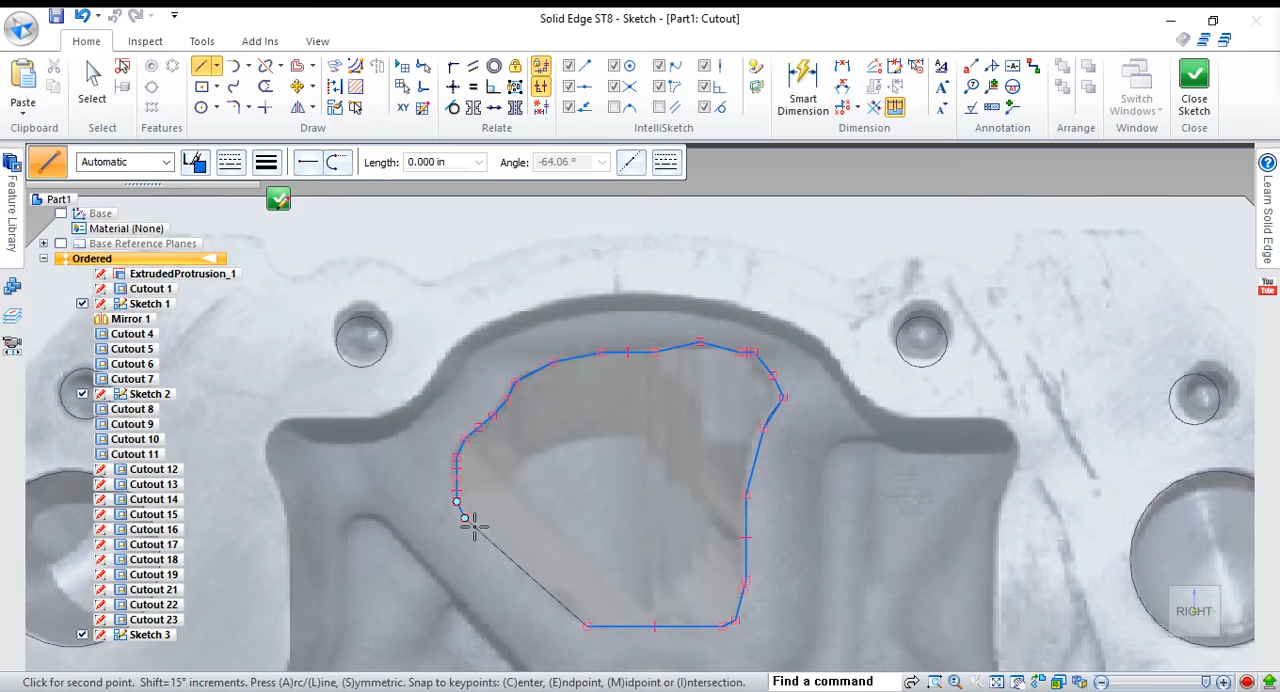 Solid Edge ST8 - Sketch - [Part1: Cutout]
Home
Inspect
Tools
Add Ins
View
Paste
Select
Smart
Dimension
Switch
Windows
Close
Sketch
Clipboard
Select
Features
Draw
Relate
IntelliSketch
Dimension
Annotation
Arrange
Window
Close
Automatic
Length: 0.000 in
Angle: -64.06 °
Feature Library
Learn Solid Edge
You
Tube
Part1
Base
Material (None)
Base Reference Planes
Ordered
ExtrudedProtrusion_1
Cutout 1
Sketch 1
Mirror 1
Cutout 4
Cutout 5
Cutout 6
Cutout 7
Sketch 2
Cutout 8
Cutout 9
Cutout 10
Cutout 11
Cutout 12
Cutout 13
Cutout 14
Cutout 15
Cutout 16
Cutout 17
Cutout 18
Cutout 19
Cutout 21
Cutout 22
Cutout 23
Sketch 3
RIGHT
Click for second point. Shift=15° increments. Press (A)rc/(L)ine, (S)ymmetric. Snap to keypoints: (C)enter, (E)ndpoint, (M)idpoint or (I)ntersection.
Find a command